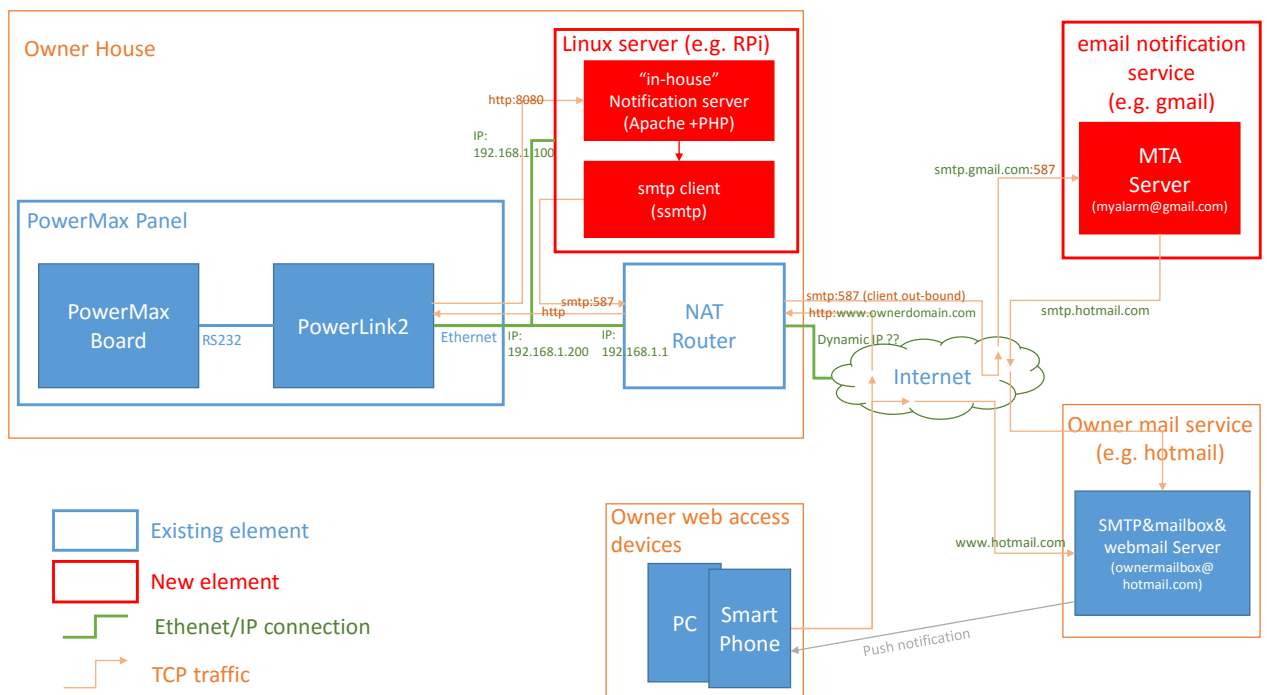 Owner House
Linux server (e.g. RPi)
“in-house”
Notification server
(Apache +PHP)
http:8080
IP:
192.168.1.100
smtp client
(ssmtp)
email notification
service
(e.g. gmail)
MTA
Server
(myalarm@gmail.com)
smtp.gmail.com:587
PowerMax Panel
PowerMax
Board
RS232
PowerLink2
Ethernet
smtp:587
http
IP:
192.168.1.200
IP:
192.168.1.1
NAT
Router
smtp:587 (client out-bound)
http:www.ownerdomain.com
Dynamic IP ??
Internet
smtp.hotmail.com
Owner mail service
(e.g. hotmail)
SMTP&mailbox&
webmail Server
(ownermailbox@
hotmail.com)
www.hotmail.com
Owner web access
devices
PC
Smart
Phone
Push notification
Existing element
New element
Ethenet/IP connection
TCP traffic